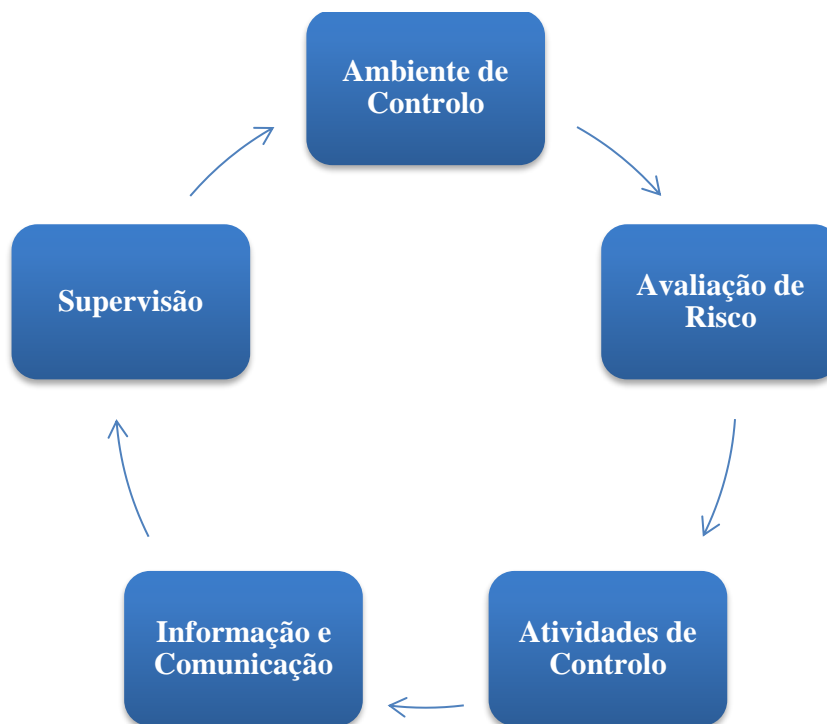 Ambiente de
Controlo
Avaliação de
Risco
Atividades de
Controlo
Informação e
Comunicação
Supervisão